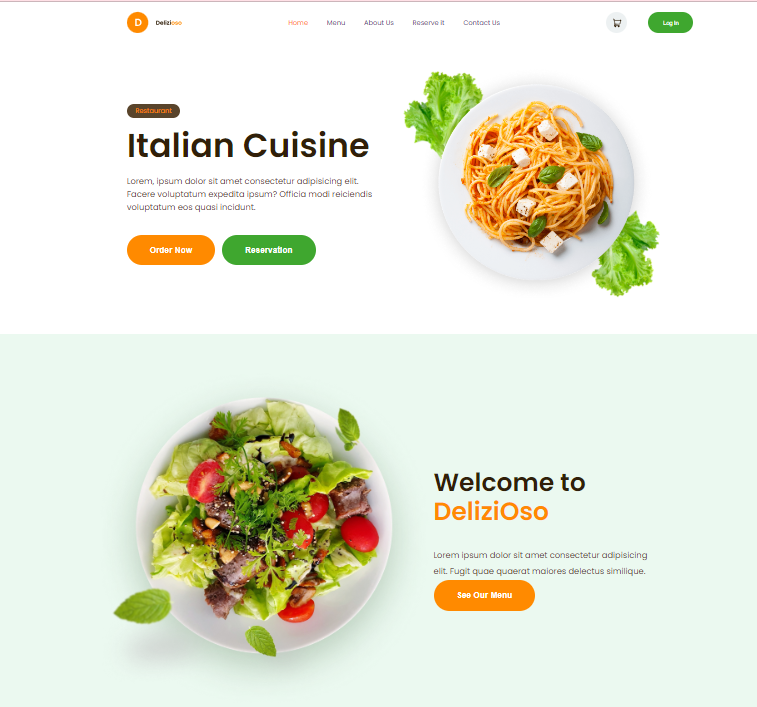 D Delizioso Home Menu About Us Reserve It Contact Us Log In
Restaurant
Italian Cuisine
Lorem, ipsum dolor sit amet consectetur adipisicing elit.
Facere voluptatum expedita ipsum? Officia modi reiciendis
voluptatum eos quasi incidunt.
Order Now Reservation
Welcome to
DeliziOso
Lorem ipsum dolor sit amet consectetur adipisicing
elit. Fugit quae quaerat maiores delectus similique.
See Our Menu